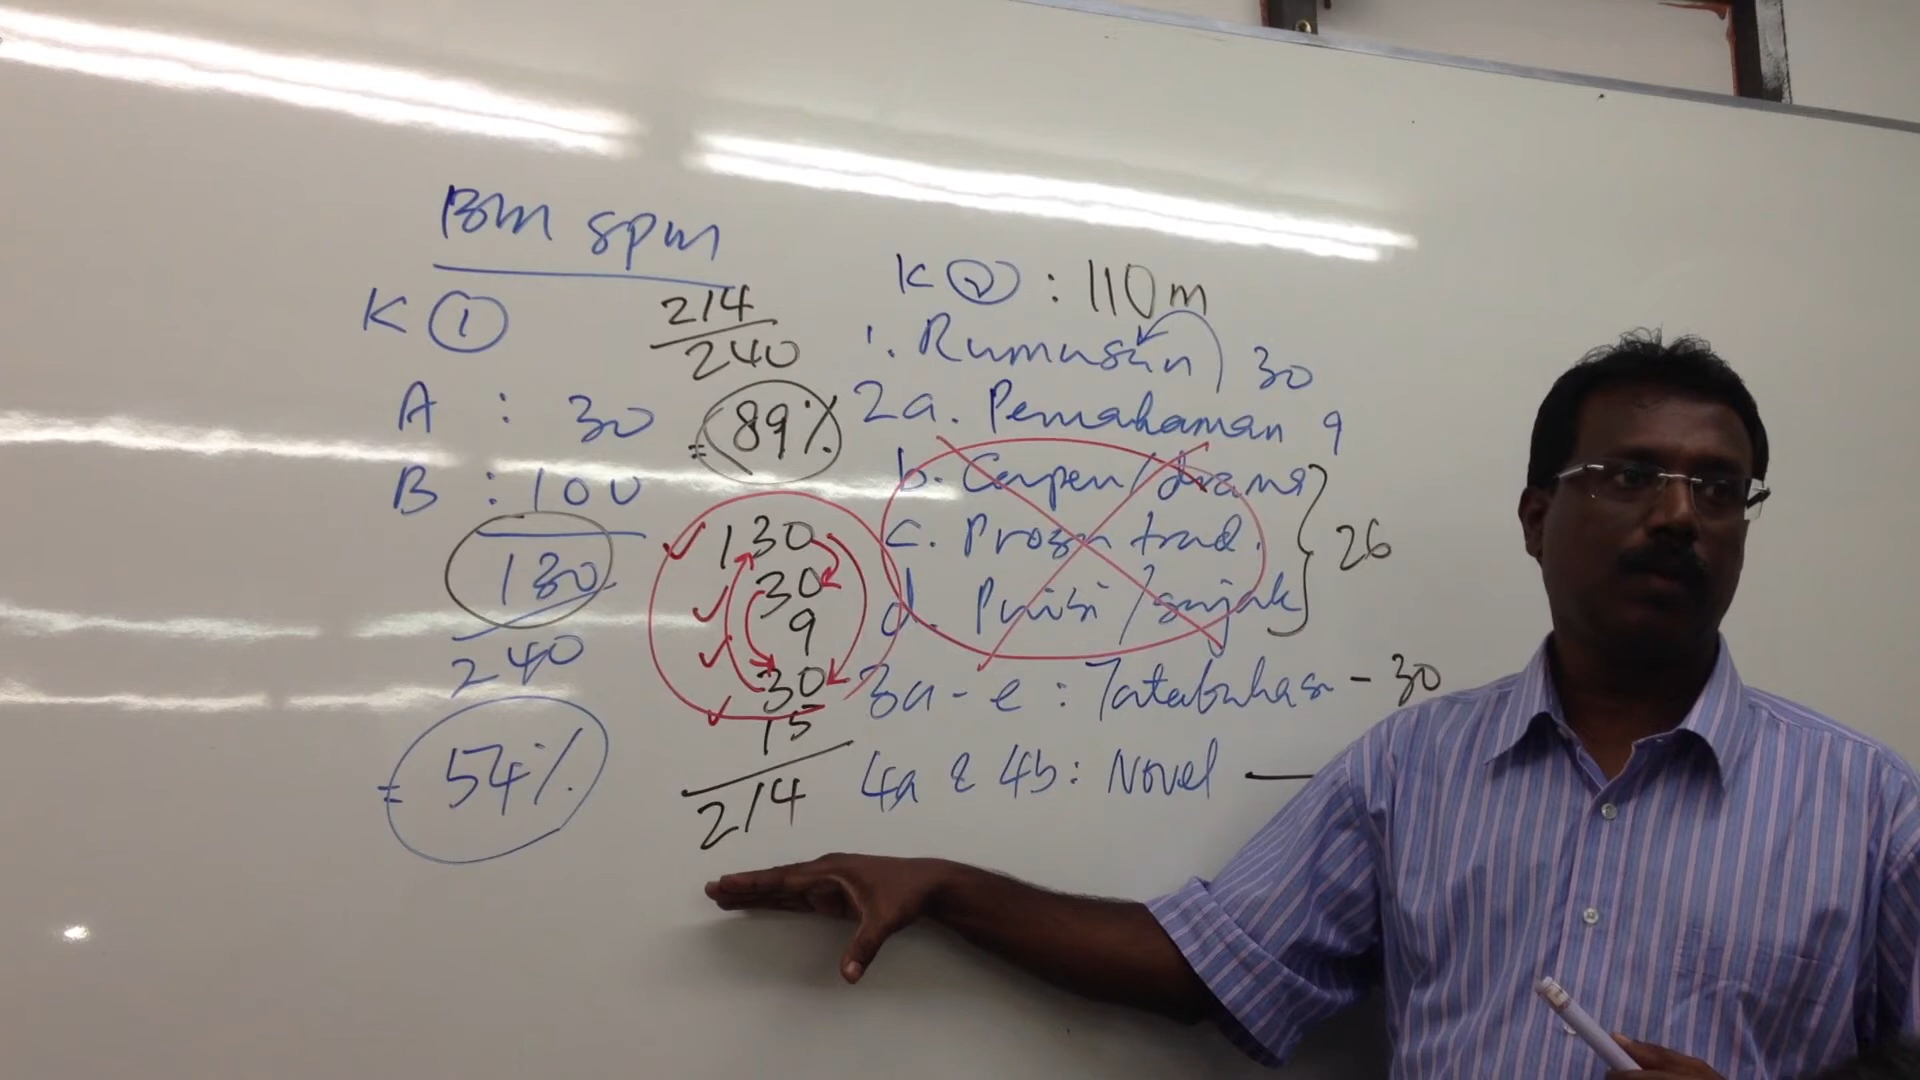 BM SPM
K ①
A : 30
B : 100
130
240
= 54%
214
240
= 89%
130
30
9
30
15
214
K ② : 110m
1. Rumusan 30
2a. Pemahaman 9
b. Cerpen/drama
c. Prosa trad.
d. Puisi/sajak
26
3a - e : Tatabahasa - 30
4a & 4b : Novel —